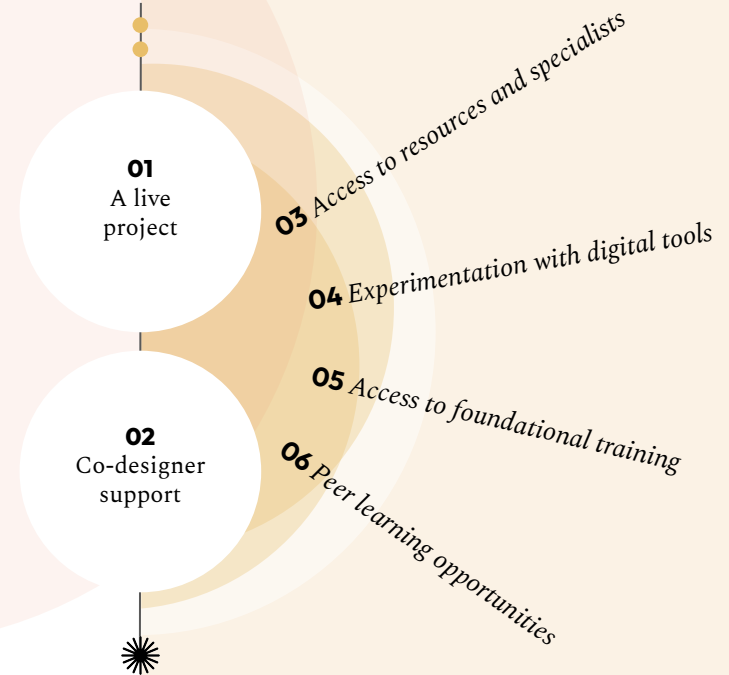 01
A live
project
02
Co-designer
support
03 Access to resources and specialists
04 Experimentation with digital tools
05 Access to foundational training
06 Peer learning opportunities